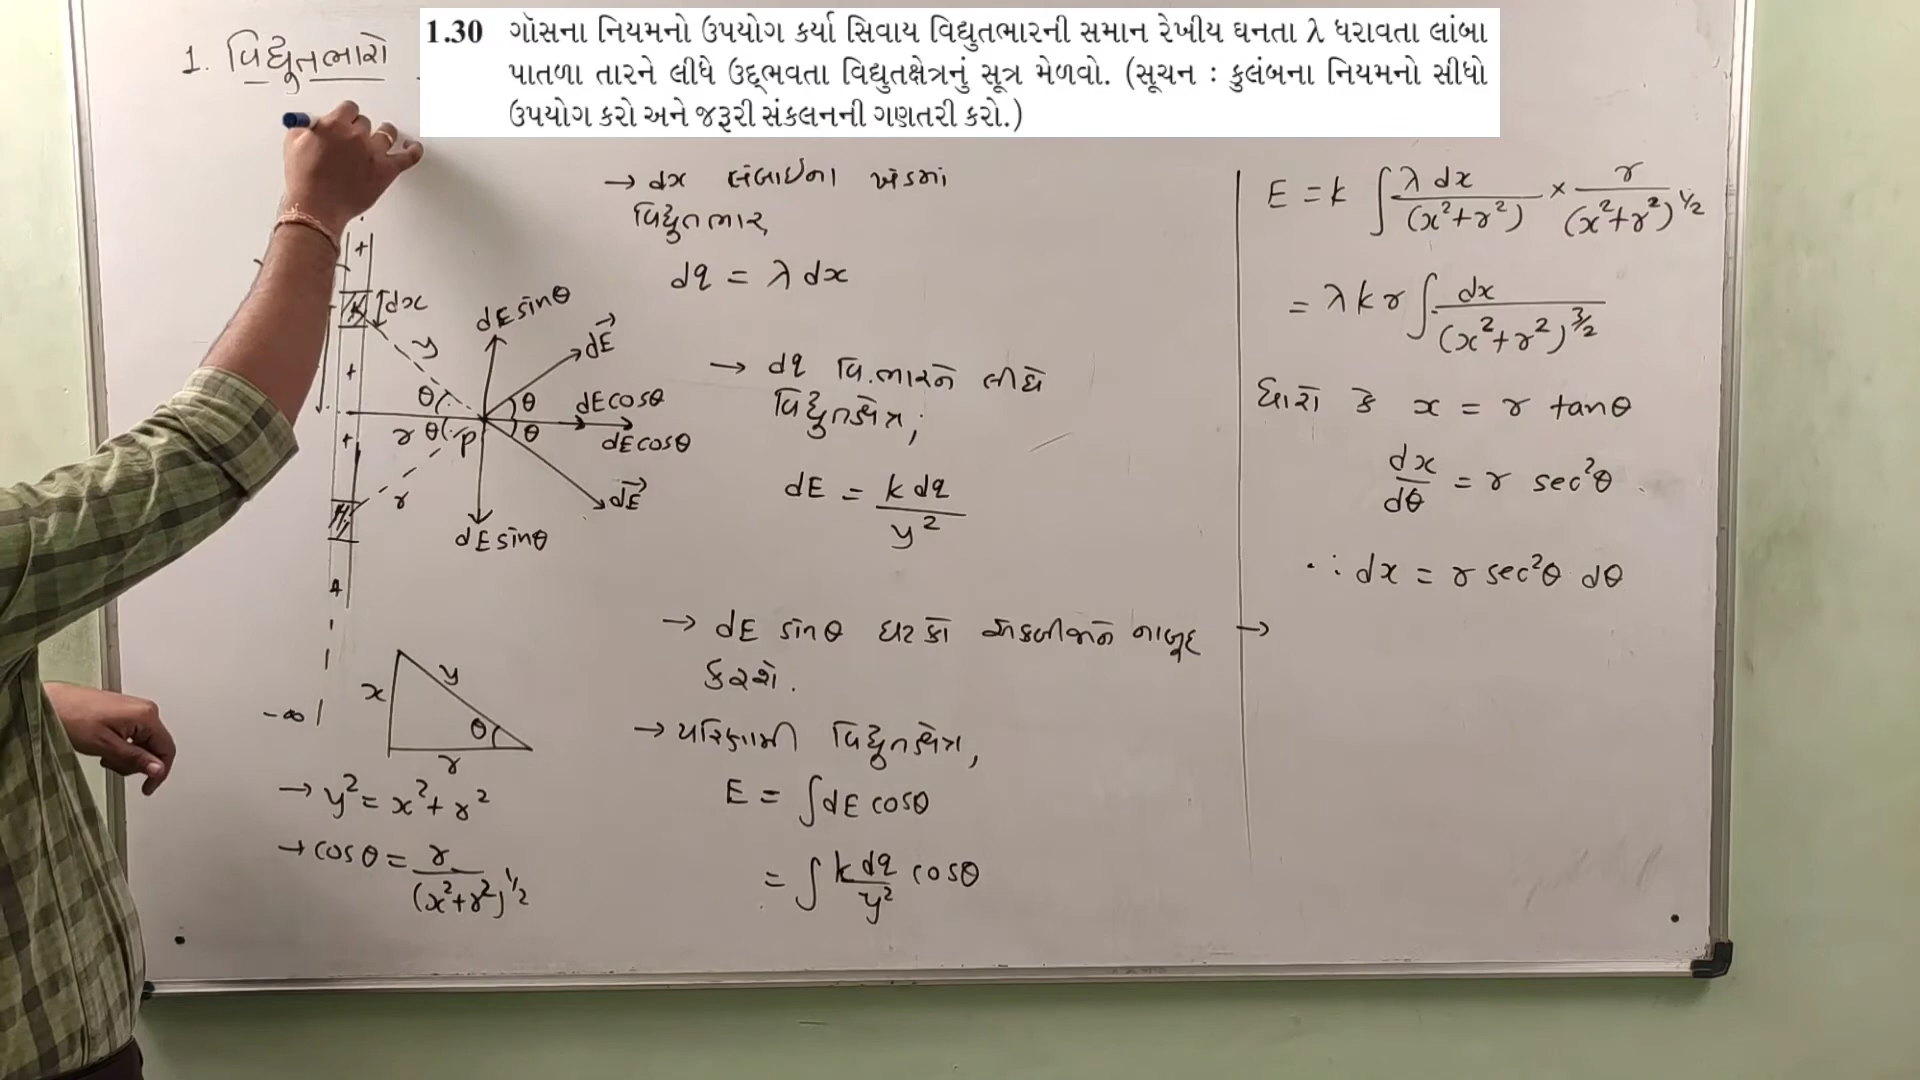 1. વિદ્યુતભારો
1.30 ગૉસના નિયમનો ઉપયોગ કર્યા સિવાય વિદ્યુતભારની સમાન રેખીય ઘનતા λ ધરાવતા લાંબા
પાતળા તારને લીધે ઉદ્ભવતા વિદ્યુતક્ષેત્રનું સૂત્ર મેળવો. (સૂચન : કુલંબના નિયમનો સીધો
ઉપયોગ કરો અને જરૂરી સંકલનની ગણતરી કરો.)
+
dx
y
θ
dE sinθ
dE⃗
θ
dE cosθ
+
r
θ
P
θ
dE cosθ
+
r
dE⃗
dE sinθ
-∞
x
y
θ
r
→ y² = x² + r²
→ cosθ = r / (x²+r²)^1/2
→ dx લંબાઈના ખંડમાં
વિદ્યુતભાર,
dq = λ dx
→ dq વિ.ભારને લીધે
વિદ્યુતક્ષેત્ર,
dE = k dq / y²
→ dE sinθ ઘટકો એકબીજાને નાબૂદ
કરશે.
→ પરિણામી વિદ્યુતક્ષેત્ર,
E = ∫ dE cosθ
= ∫ k dq / y² cosθ
E = k ∫ λ dx / (x²+r²) × r / (x²+r²)^1/2
= λ k r ∫ dx / (x²+r²)^3/2
ધારો કે x = r tanθ
dx/dθ = r sec²θ
∴ dx = r sec²θ dθ
→